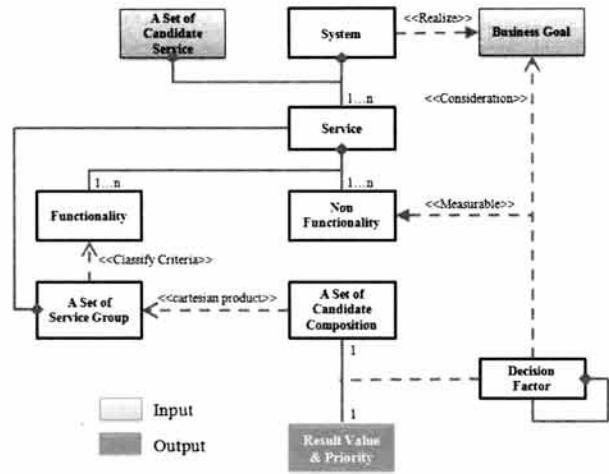 A Set of
Candidate
Service
System
<<Realize>>
Business Goal
1...n
<<Consideration>>
Service
1...n
1...n
Functionality
Non
Functionality
<<Measurable>>
<<Classify Criteria>>
A Set of
Service Group
<<cartesian product>>
A Set of
Candidate
Composition
1
Decision
Factor
1
Input
Output
Result Value
& Priority